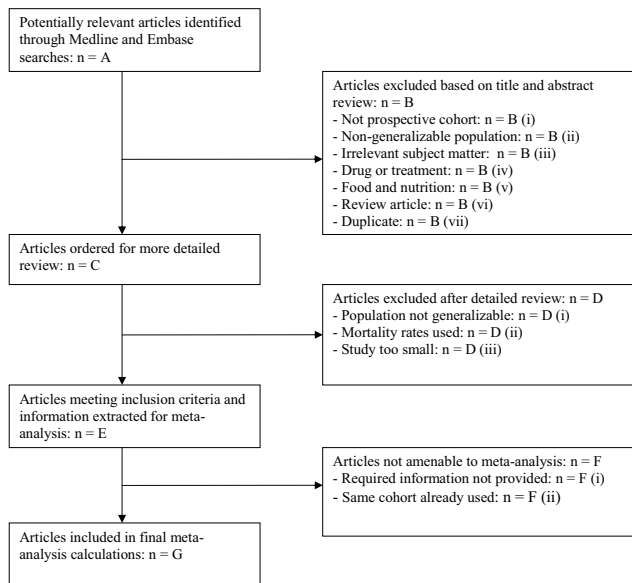 Potentially relevant articles identified
through Medline and Embase
searches: n = A
Articles excluded based on title and abstract
review: n = B
- Not prospective cohort: n = B (i)
- Non-generalizable population: n = B (ii)
- Irrelevant subject matter: n = B (iii)
- Drug or treatment: n = B (iv)
- Food and nutrition: n = B (v)
- Review article: n = B (vi)
- Duplicate: n = B (vii)
Articles ordered for more detailed
review: n = C
Articles excluded after detailed review: n = D
- Population not generalizable: n = D (i)
- Mortality rates used: n = D (ii)
- Study too small: n = D (iii)
Articles meeting inclusion criteria and
information extracted for meta-
analysis: n = E
Articles not amenable to meta-analysis: n = F
- Required information not provided: n = F (i)
- Same cohort already used: n = F (ii)
Articles included in final meta-
analysis calculations: n = G